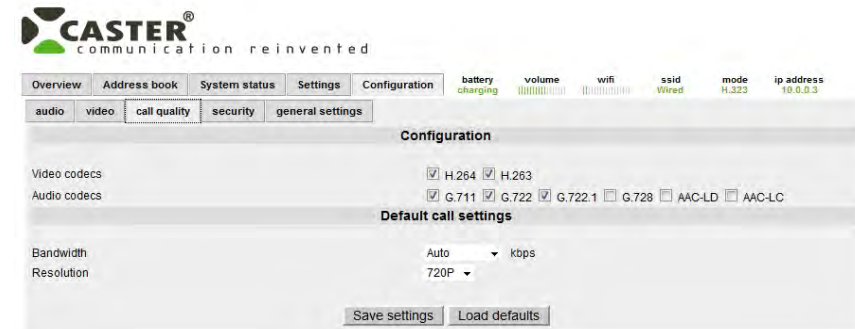 CASTER®
communication reinvented
Overview Address book System status Settings Configuration battery charging volume wifi ssid Wired mode H.323 ip address 10.0.0.3
audio video call quality security general settings
Configuration
Video codecs H.264 H.263
Audio codecs G.711 G.722 G.722.1 G.728 AAC-LD AAC-LC
Default call settings
Bandwidth Auto kbps
Resolution 720P
Save settings Load defaults